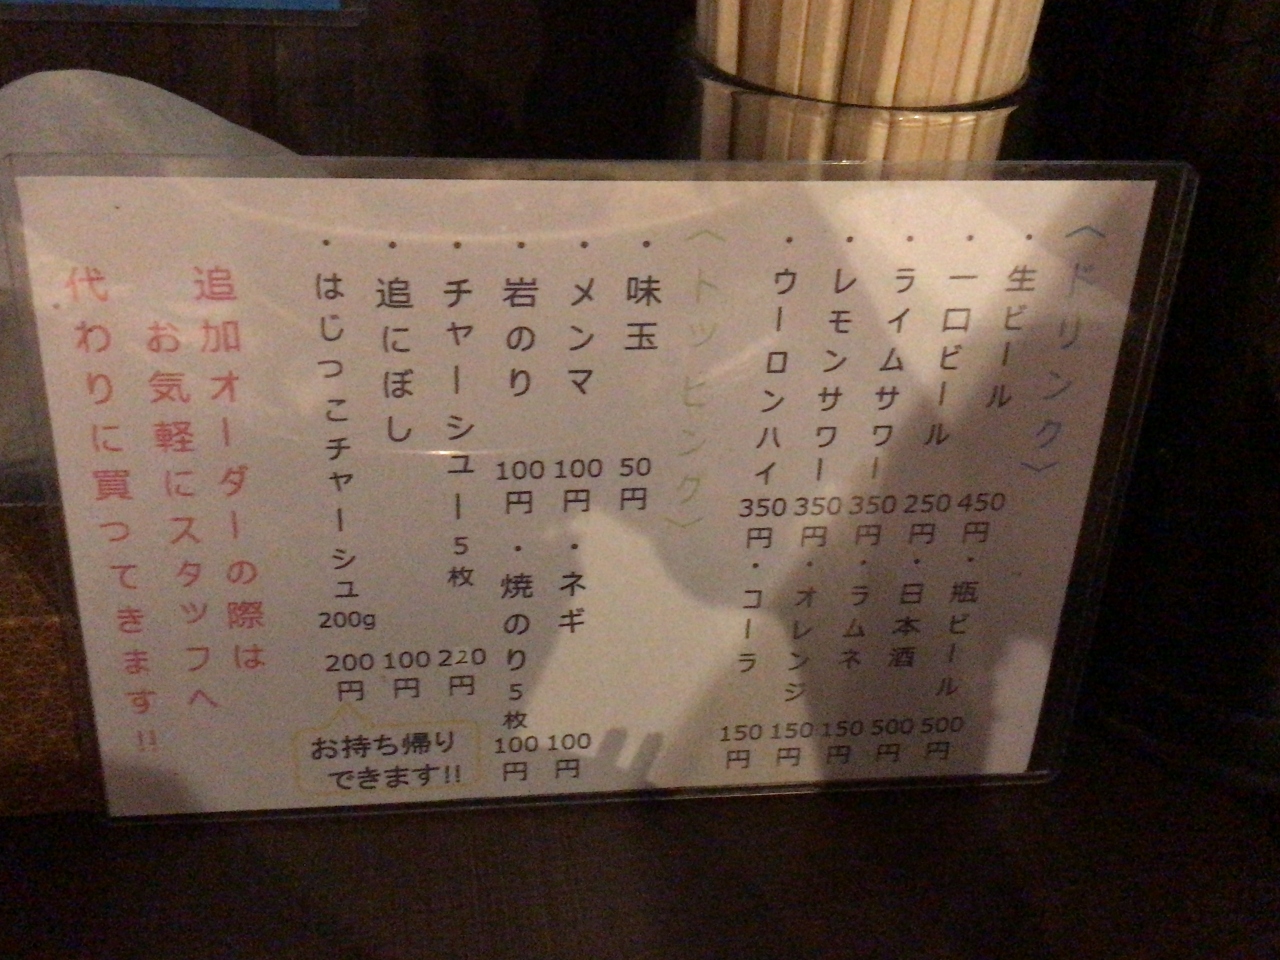 〈ドリンク〉
・生ビール 450円
・瓶ビール 500円
・一口ビール 250円
・日本酒 500円
・ライムサワー 350円
・ラムネ 150円
・レモンサワー 350円
・オレンジ 150円
・ウーロンハイ 350円
・コーラ 150円
〈トッピング〉
・味玉 50円
・メンマ 100円
・ネギ 100円
・岩のり 100円
・焼のり5枚 100円
・チャーシュー5枚 220円
・追にぼし 100円
・はじっこチャーシュ 200g 200円
お持ち帰り
できます!!
追加オーダーの際は
お気軽にスタッフへ
代わりに買ってきます!!